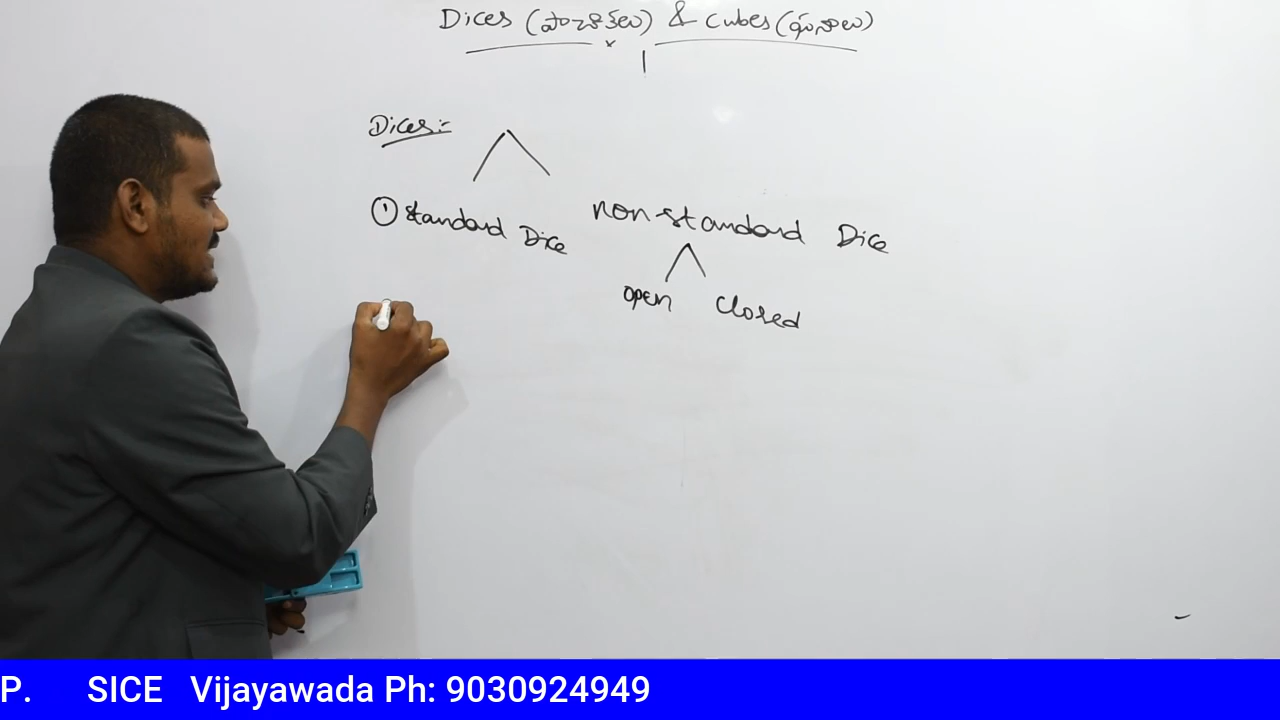 Dices (పాచికలు) & Cubes (ఘనాలు)
Dices:-
① Standard Dice non-standard Dice
open closed
P. SICE Vijayawada Ph: 9030924949